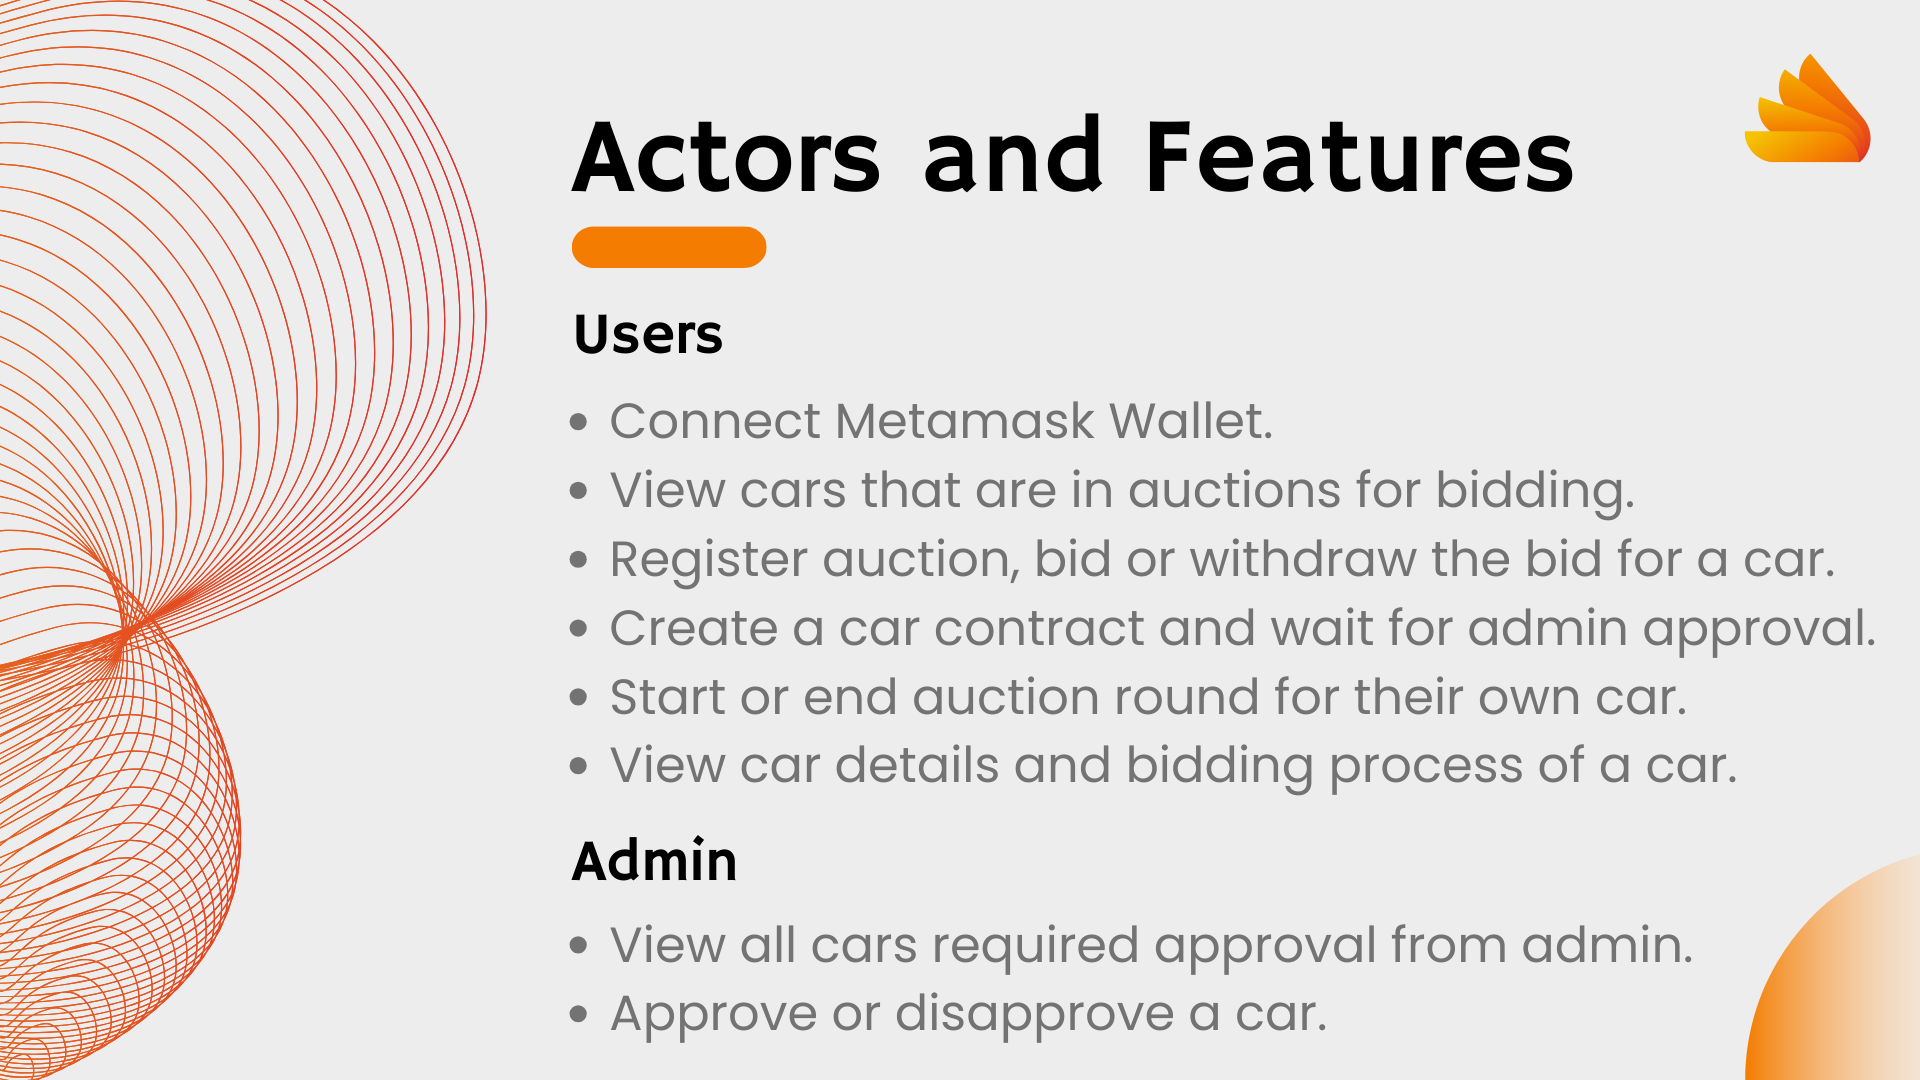 Actors and Features
Users
• Connect Metamask Wallet.
• View cars that are in auctions for bidding.
• Register auction, bid or withdraw the bid for a car.
• Create a car contract and wait for admin approval.
• Start or end auction round for their own car.
• View car details and bidding process of a car.
Admin
• View all cars required approval from admin.
• Approve or disapprove a car.